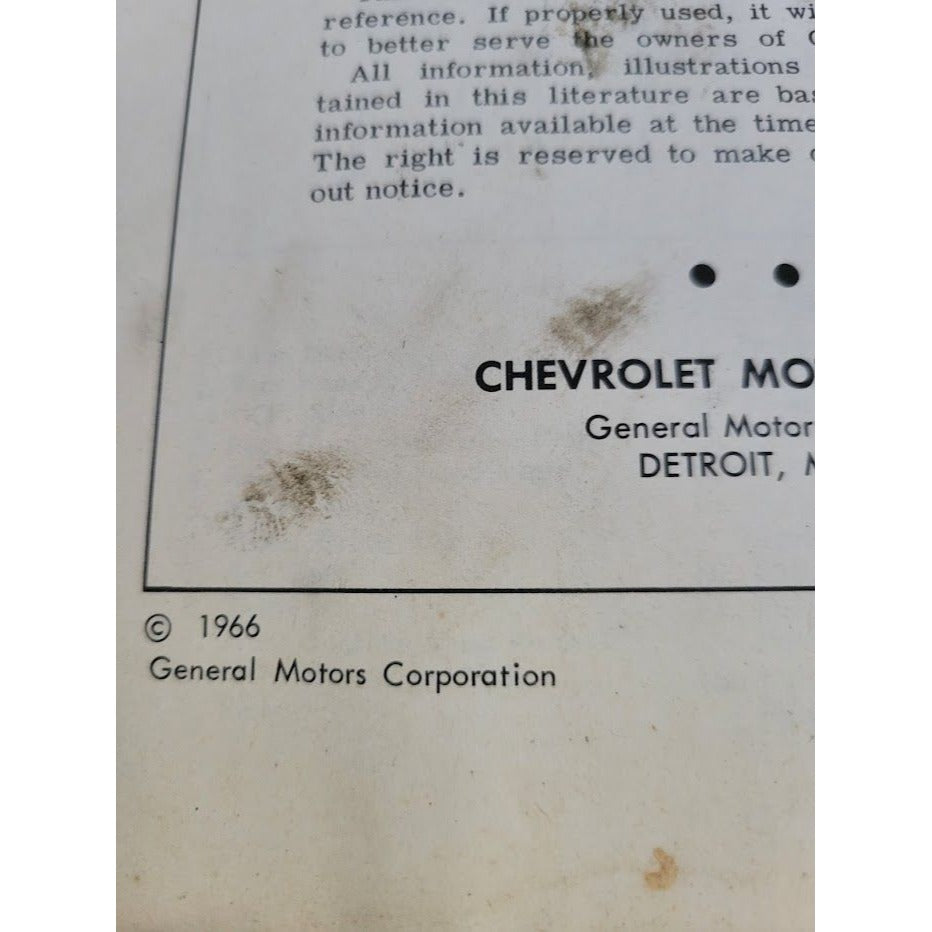 reference. If properly used, it wi
to better serve the owners of
All information, illustrations
tained in this literature are bas
information available at the time
The right is reserved to make
out notice.
CHEVROLET MO
General Motor
DETROIT, M
© 1966
General Motors Corporation